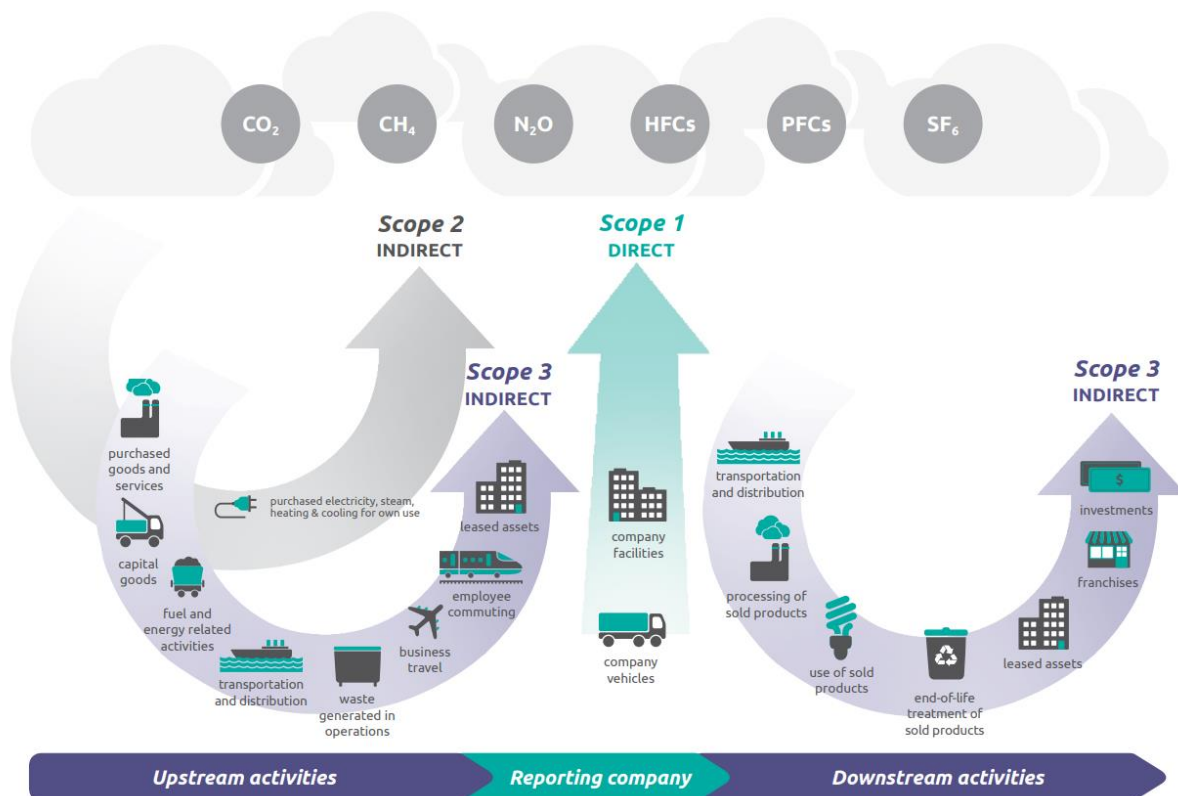 CO₂
CH₄
N₂O
HFCs
PFCs
SF₆
Scope 2
INDIRECT
Scope 1
DIRECT
Scope 3
INDIRECT
Scope 3
INDIRECT
purchased
goods and
services
capital
goods
fuel and
energy related
activities
purchased electricity, steam,
heating & cooling for own use
transportation
and distribution
waste
generated in
operations
business
travel
employee
commuting
leased assets
company
facilities
company
vehicles
transportation
and distribution
processing of
sold products
use of sold
products
end-of-life
treatment of
sold products
leased assets
franchises
$
investments
Upstream activities
Reporting company
Downstream activities